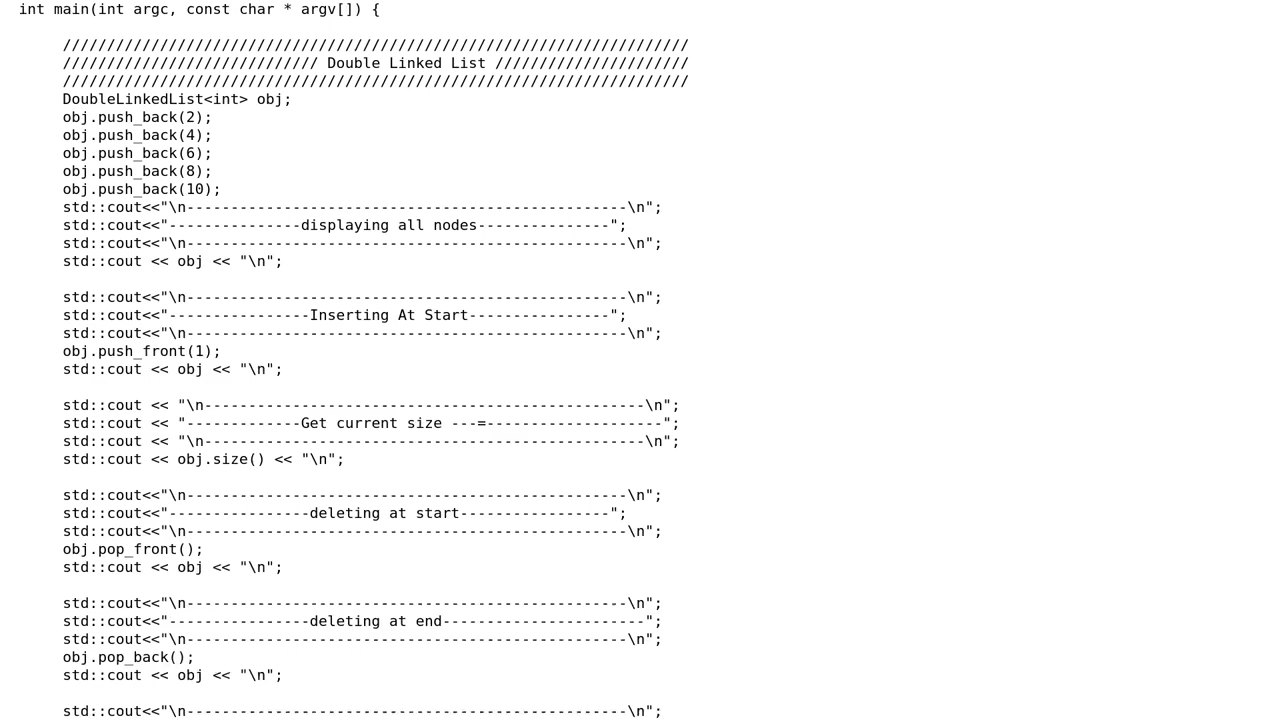 int main(int argc, const char * argv[]) {
///////////////////////////////////////////////////////////////////////
///////////////////////////// Double Linked List //////////////////////
///////////////////////////////////////////////////////////////////////
DoubleLinkedList<int> obj;
obj.push_back(2);
obj.push_back(4);
obj.push_back(6);
obj.push_back(8);
obj.push_back(10);
std::cout<<"\n--------------------------------------------------\n";
std::cout<<"---------------displaying all nodes---------------";
std::cout<<"\n--------------------------------------------------\n";
std::cout << obj << "\n";
std::cout<<"\n--------------------------------------------------\n";
std::cout<<"----------------Inserting At Start----------------";
std::cout<<"\n--------------------------------------------------\n";
obj.push_front(1);
std::cout << obj << "\n";
std::cout << "\n--------------------------------------------------\n";
std::cout << "-------------Get current size ---=--------------------";
std::cout << "\n--------------------------------------------------\n";
std::cout << obj.size() << "\n";
std::cout<<"\n--------------------------------------------------\n";
std::cout<<"----------------deleting at start-----------------";
std::cout<<"\n--------------------------------------------------\n";
obj.pop_front();
std::cout << obj << "\n";
std::cout<<"\n--------------------------------------------------\n";
std::cout<<"----------------deleting at end-----------------------";
std::cout<<"\n--------------------------------------------------\n";
obj.pop_back();
std::cout << obj << "\n";
std::cout<<"\n--------------------------------------------------\n";